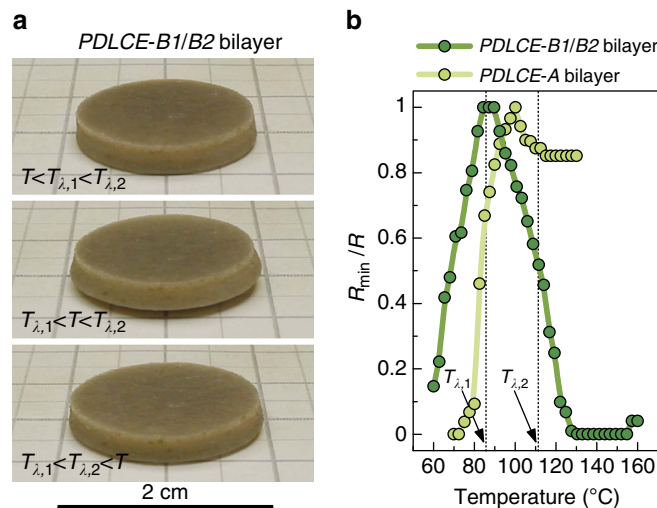 a
PDLCE-B1/B2 bilayer
T<Tλ,1<Tλ,2
Tλ,1<T<Tλ,2
Tλ,1<Tλ,2<T
2 cm
b
PDLCE-B1/B2 bilayer
PDLCE-A bilayer
1
0.8
0.6
0.4
0.2
0
Rmin/R
Tλ,1
Tλ,2
60 80 100 120 140 160
Temperature (°C)